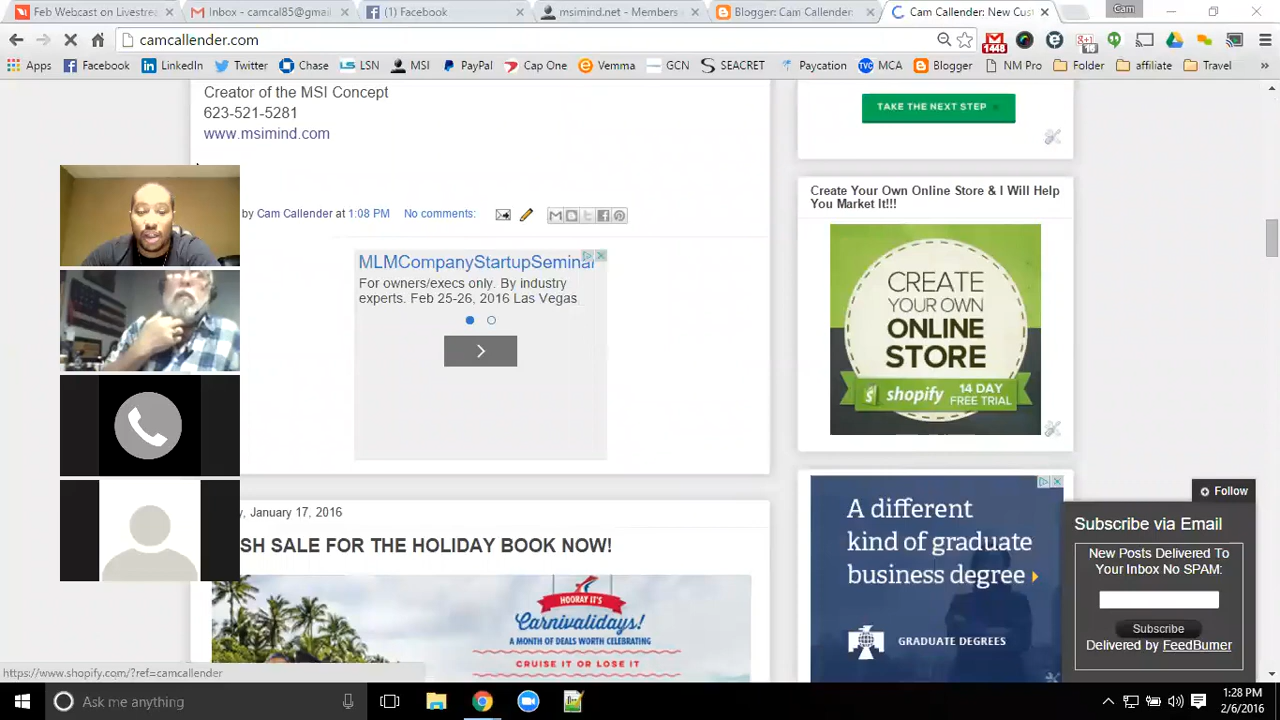 Feb Webcast on Livestrea
Inbox - camcal85@gmail
(1) Facebook
msimind.net - Members
Blogger: Cam Callender
Cam Callender: New Cust
Cam
camcallender.com
1448
16
Apps
Facebook
LinkedIn
Twitter
Chase
LSN
MSI
PayPal
Cap One
Vemma
GCN
SEACRET
Paycation
MCA
Blogger
NM Pro
Folder
affiliate
Travel
Creator of the MSI Concept
623-521-5281
www.msimind.com
by Cam Callender at 1:08 PM No comments:
MLMCompanyStartupSeminar
For owners/execs only. By industry
experts. Feb 25-26, 2016 Las Vegas
y, January 17, 2016
SH SALE FOR THE HOLIDAY BOOK NOW!
HOORAY IT'S
Carnivalidays!
A MONTH OF DEALS WORTH CELEBRATING
CRUISE IT OR LOSE IT
TAKE THE NEXT STEP
Create Your Own Online Store & I Will Help
You Market It!!!
CREATE
YOUR OWN
ONLINE
STORE
shopify
14 DAY
FREE TRIAL
A different
kind of graduate
business degree
GRADUATE DEGREES
Follow
Subscribe via Email
New Posts Delivered To
Your Inbox No SPAM:
Subscribe
Delivered by FeedBurner
https://www.shopify.com/?ref=camcallender
Ask me anything
1:28 PM
2/6/2016